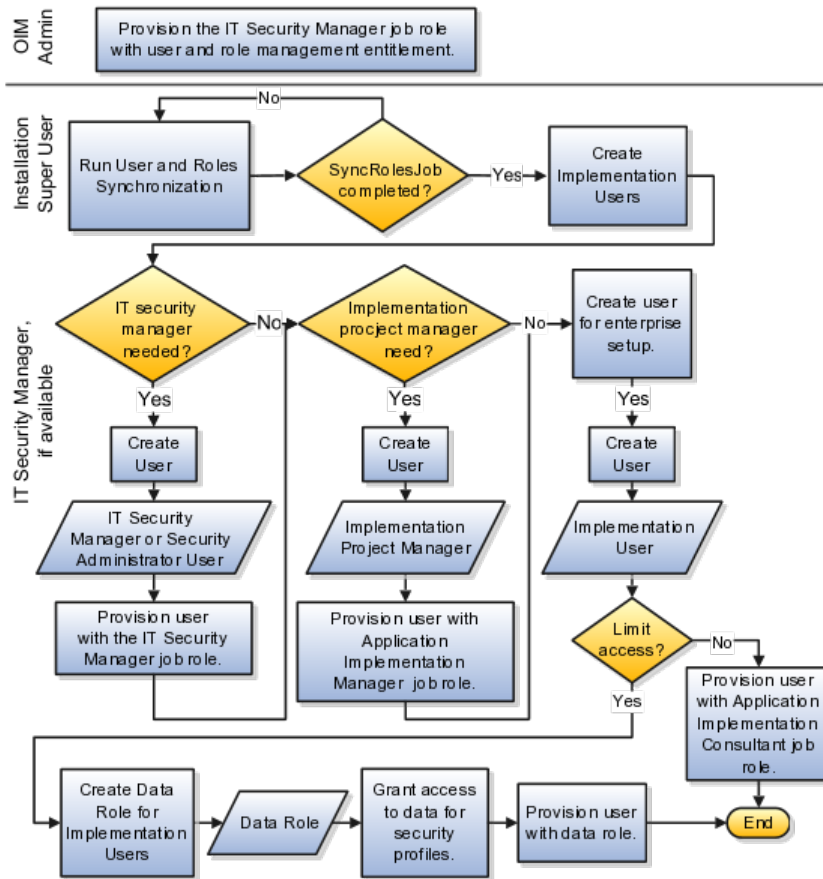 OIM
Admin
Provision the IT Security Manager job role
with user and role management entitlement.
Installation
Super User
No
Run User and Roles
Synchronization
SyncRolesJob
completed?
Yes
Create
Implementation
Users
IT Security Manager,
if available
IT security
manager
needed?
No
Implementation
procject manager
need?
No
Create user
for enterprise
setup.
Yes
Yes
Yes
Create
User
Create
User
Create
User
IT Security
Manager or Security
Administrator User
Implementation
Project Manager
Implementation
User
Provision user
with the IT Security
Manager job role.
Provision user with
Application
Implementation
Manager job role.
Limit
access?
No
Yes
Provision user
with Application
Implementation
Consultant job
role.
Create Data
Role for
Implementation
Users
Data Role
Grant access
to data for
security
profiles.
Provision user
with data role.
End